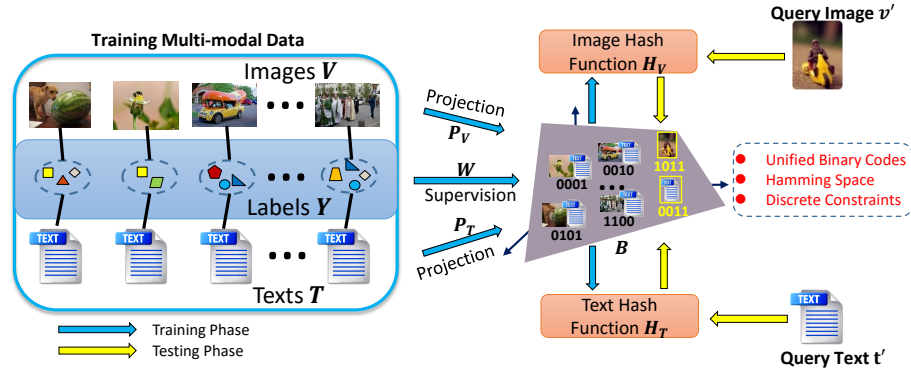 Training Multi-modal Data
Images V
Labels Y
TEXT TEXT TEXT TEXT
Texts T
Training Phase
Testing Phase
Projection
P_V
W
Supervision
P_T
Projection
Image Hash
Function H_V
Query Image v′
0001
0010
1011
0101
1100
0011
B
Unified Binary Codes
Hamming Space
Discrete Constraints
Text Hash
Function H_T
TEXT
Query Text t′